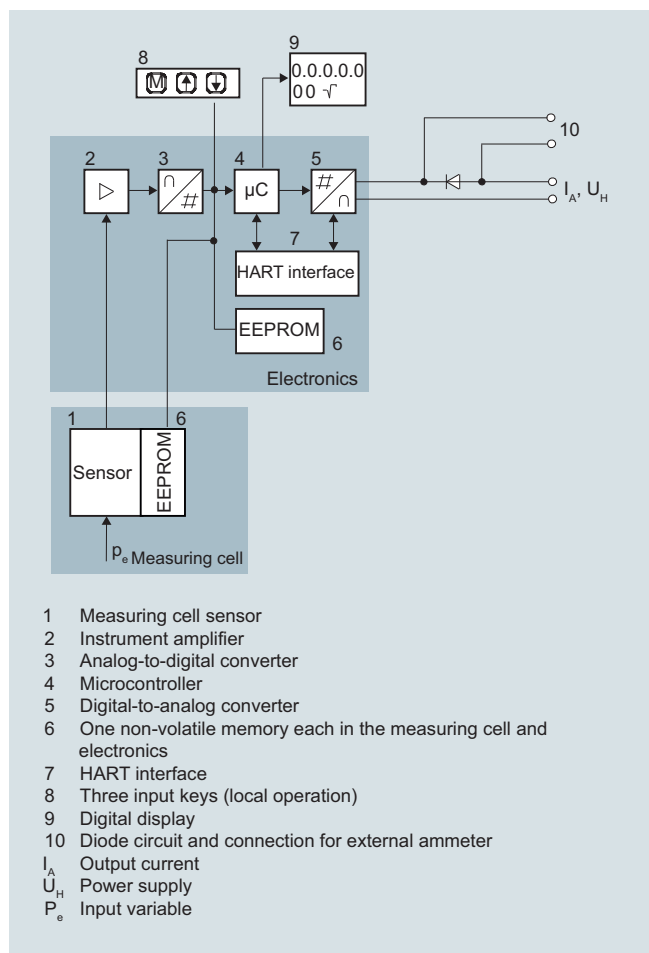 8
M
9
0.0.0.0.0
00 √
10
2
3
∩
#
4
µC
5
#
∩
I_A, U_H
7
HART interface
EEPROM
6
Electronics
1
6
Sensor
EEPROM
p_e Measuring cell
1 Measuring cell sensor
2 Instrument amplifier
3 Analog-to-digital converter
4 Microcontroller
5 Digital-to-analog converter
6 One non-volatile memory each in the measuring cell and
electronics
7 HART interface
8 Three input keys (local operation)
9 Digital display
10 Diode circuit and connection for external ammeter
I_A Output current
U_H Power supply
P_e Input variable